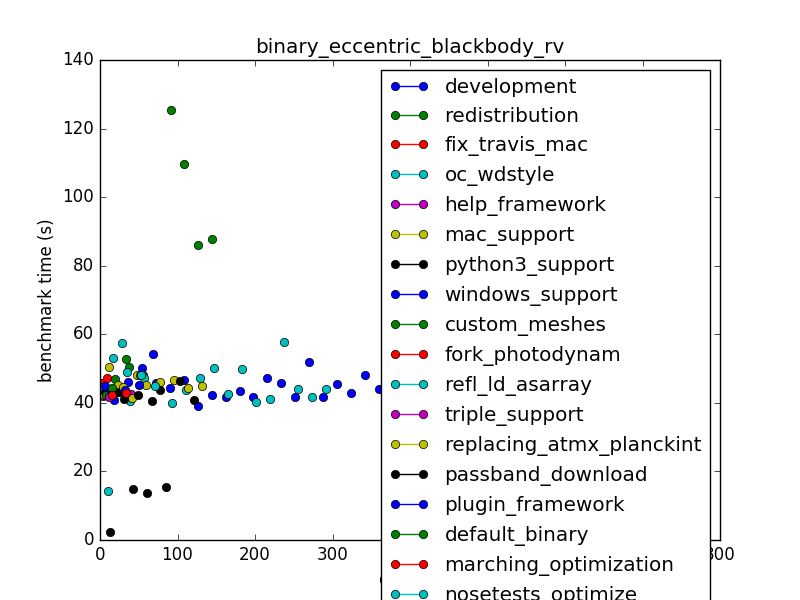 binary_eccentric_blackbody_rv
140
120
100
80
60
40
20
0
benchmark time (s)
0
100
200
300
development
redistribution
fix_travis_mac
oc_wdstyle
help_framework
mac_support
python3_support
windows_support
custom_meshes
fork_photodynam
refl_ld_asarray
triple_support
replacing_atmx_planckint
passband_download
plugin_framework
default_binary
marching_optimization
nosetests_optimize